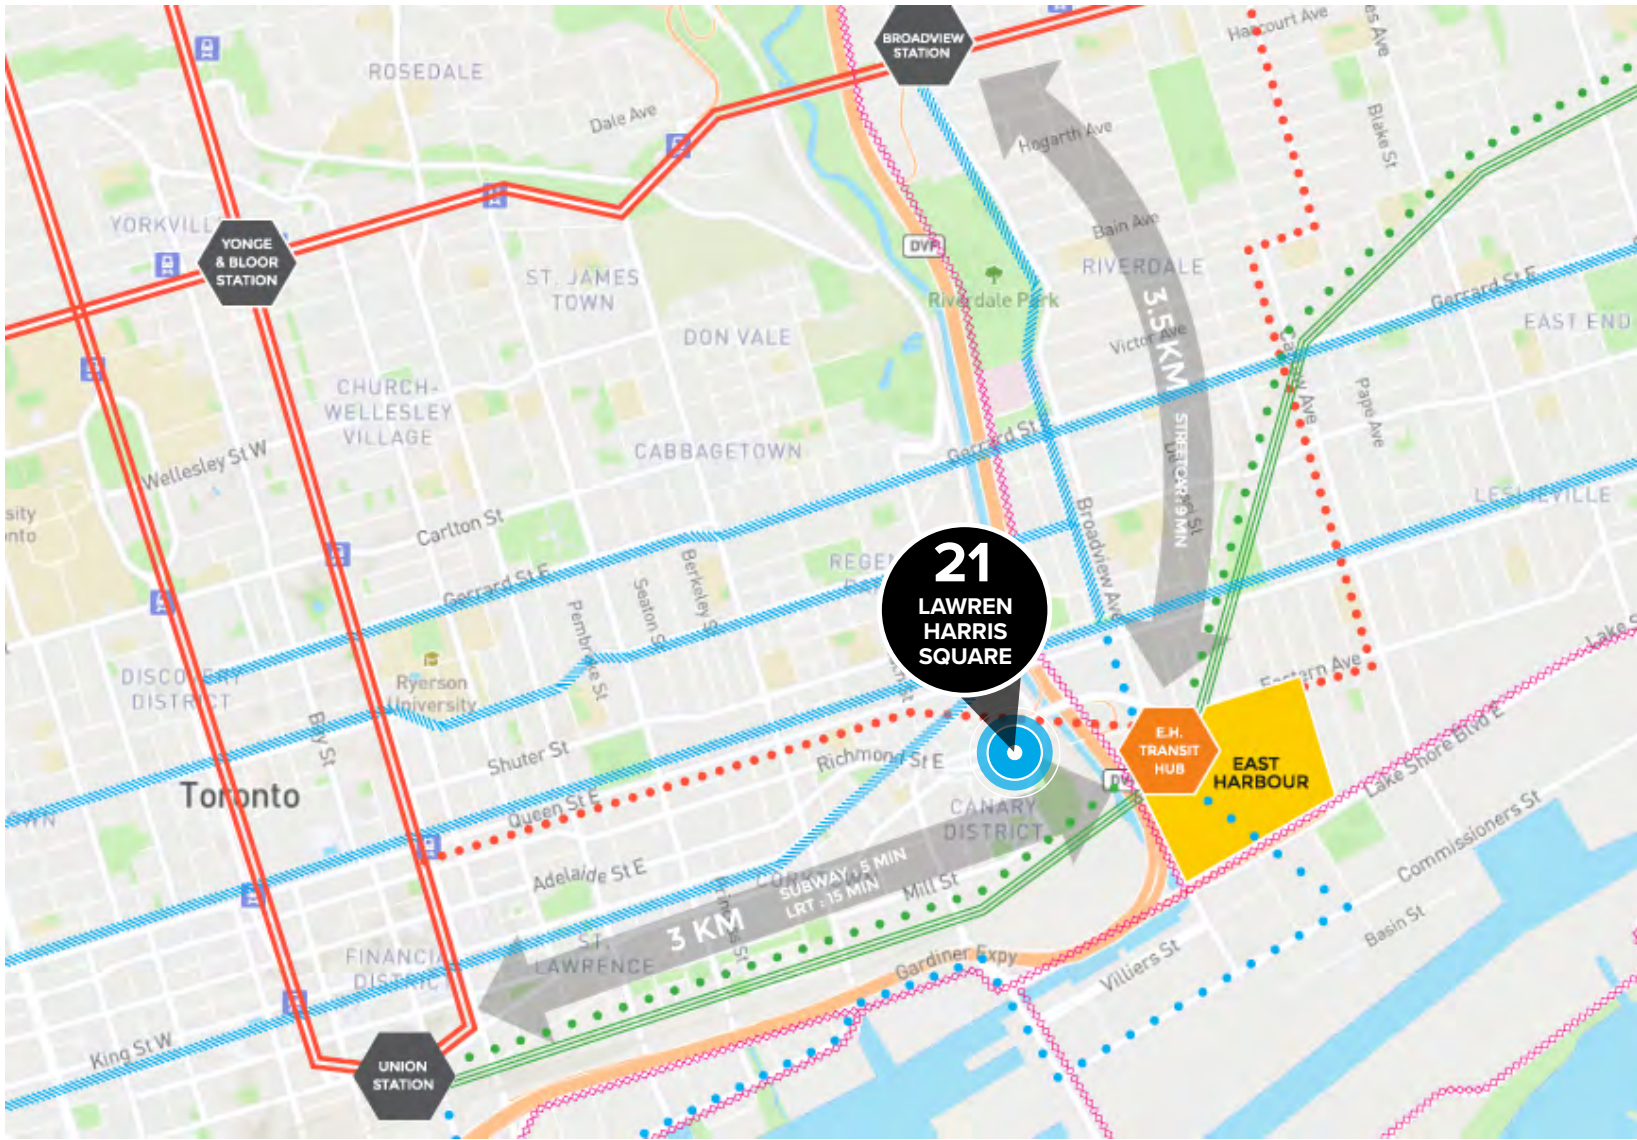 BROADVIEW
STATION
Harcourt Ave
ROSEDALE
Dale Ave
Blake St
Hogarth Ave
YORKVILL
YONGE
& BLOOR
STATION
DVP
Bain Ave
RIVERDALE
ST. JAMES
TOWN
Riverdale Park
Gerrard St E
EAST END
DON VALE
Victor Ave
3.5 KM
STREETCAR : 9 MIN
CHURCH-
WELLESLEY
VILLAGE
Pape Ave
Wellesley St W
CABBAGETOWN
Gerrard St E
LESLIEVILLE
sity
onto
Carlton St
Broadview Ave
21
LAWREN
HARRIS
SQUARE
Gerrard St E
Pembroke St
Seaton St
Berkeley St
REGEN
DISCOVERY
DISTRICT
Ryerson
University
Bay St
Lake S
Eastern Ave
Shuter St
Richmond St E
E.H.
TRANSIT
HUB
EAST
HARBOUR
Lake Shore Blvd E
Toronto
Queen St E
CANARY
DISTRICT
OWN
Commissioners St
Adelaide St E
Mill St
SUBWAY : 5 MIN
LRT : 15 MIN
3 KM
ST.
LAWRENCE
FINANCIAL
DISTRICT
Gardiner Expy
Villiers St
Basin St
King St W
UNION
STATION